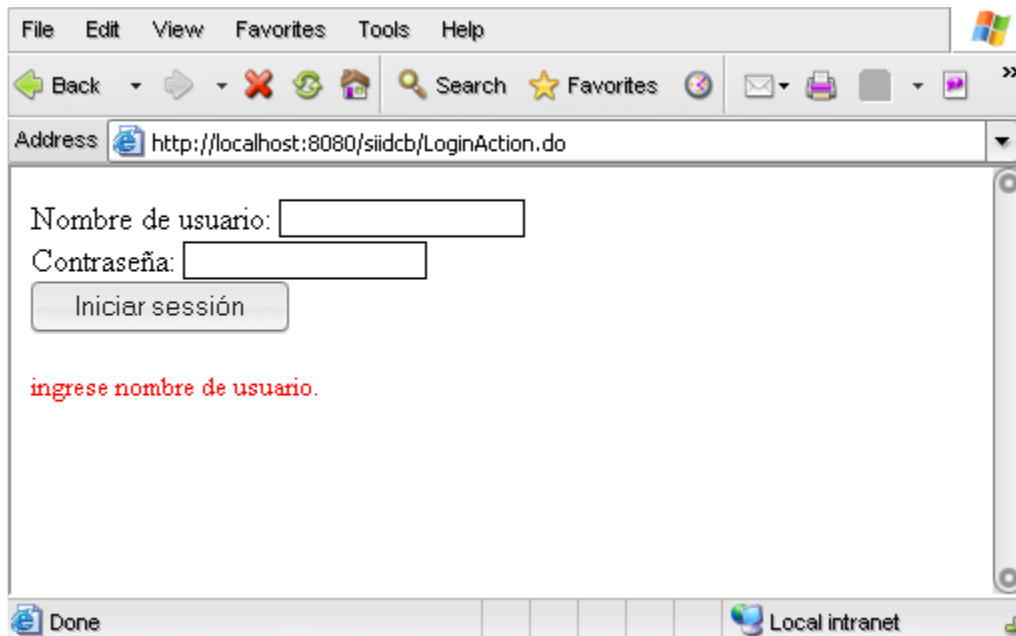 File Edit View Favorites Tools Help
Back Search Favorites »
Address http://localhost:8080/siidcb/LoginAction.do
Nombre de usuario:
Contraseña:
Iniciar sessión
ingrese nombre de usuario.
Done Local intranet